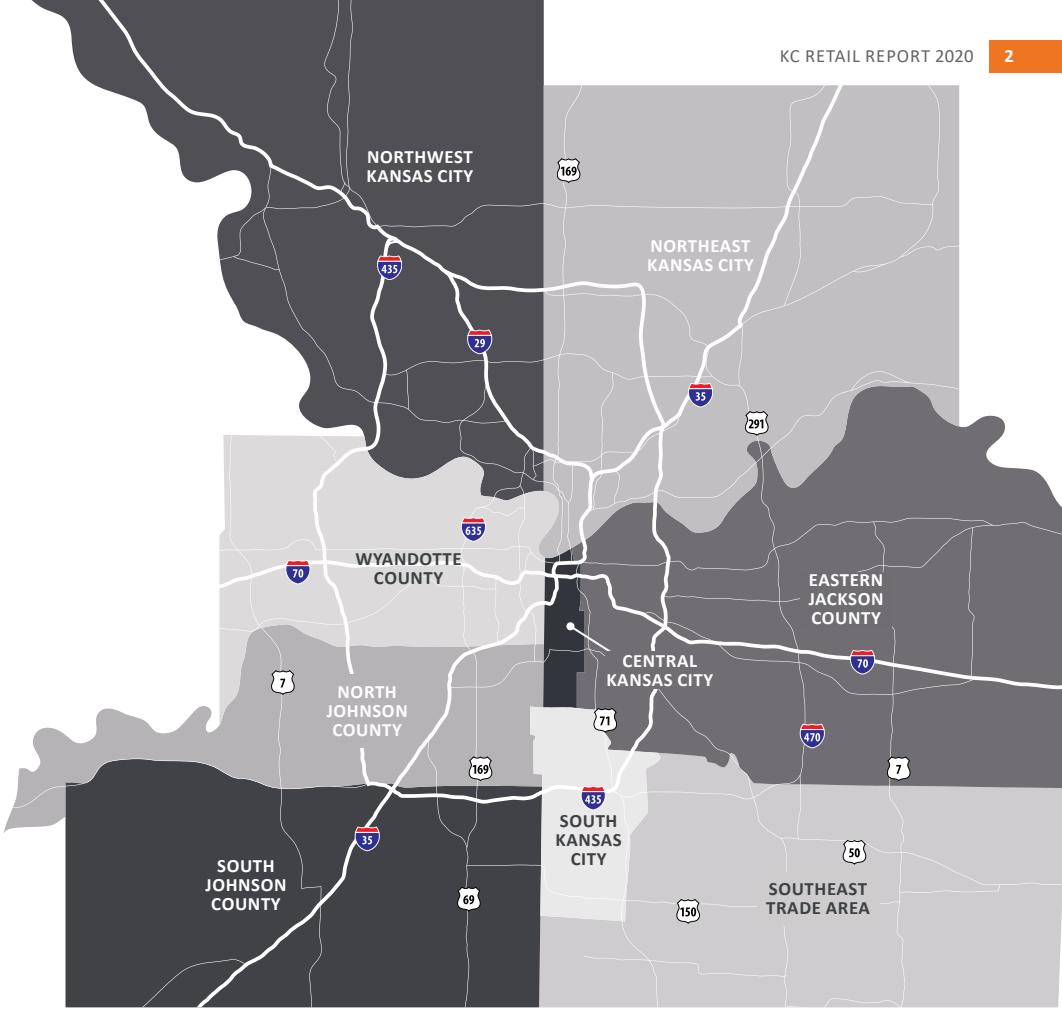 KC RETAIL REPORT 2020 2
NORTHWEST
KANSAS CITY
169
NORTHEAST
KANSAS CITY
435
29
35
291
635
WYANDOTTE
COUNTY
70
EASTERN
JACKSON
COUNTY
CENTRAL
KANSAS CITY
70
7
NORTH
JOHNSON
COUNTY
71
470
169
7
435
SOUTH
KANSAS
CITY
35
50
SOUTH
JOHNSON
COUNTY
69
SOUTHEAST
TRADE AREA
150